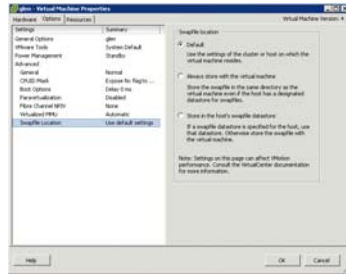 glen - Virtual Machine Properties
Hardware Options Resources
Virtual Machine Version: 4
Settings Summary
General Options glen
VMware Tools System Default
Power Management Standby
Advanced
General Normal
CPUID Mask Expose Nx flag to ...
Boot Options Delay 0 ms
Paravirtualization Disabled
Fibre Channel NPIV None
Virtualized MMU Automatic
Swapfile Location Use default settings
Swapfile location
Default
Use the settings of the cluster or host on which the
virtual machine resides.
Always store with the virtual machine
Store the swapfile in the same directory as the
virtual machine even if the host has a designated
datastore for swapfiles.
Store in the host's swapfile datastore
If a swapfile datastore is specified for the host, use
that datastore. Otherwise store the swapfile with
the virtual machine.
Note: Settings on this page can affect VMotion
performance. Consult the VirtualCenter documentation
for more information.
Help
OK
Cancel